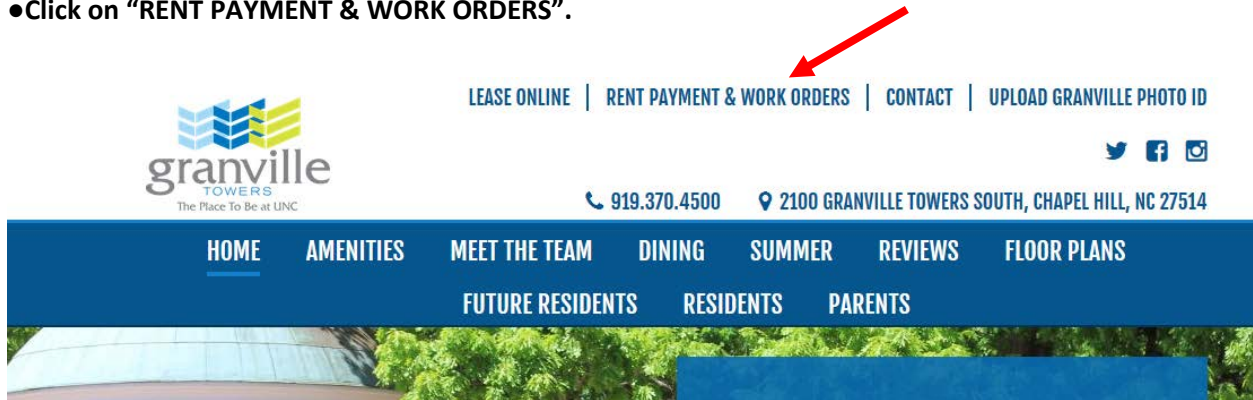 ●Click on “RENT PAYMENT & WORK ORDERS”.
LEASE ONLINE | RENT PAYMENT & WORK ORDERS | CONTACT | UPLOAD GRANVILLE PHOTO ID
granville
TOWERS
The Place To Be at UNC
919.370.4500 2100 GRANVILLE TOWERS SOUTH, CHAPEL HILL, NC 27514
HOME AMENITIES MEET THE TEAM DINING SUMMER REVIEWS FLOOR PLANS
FUTURE RESIDENTS RESIDENTS PARENTS